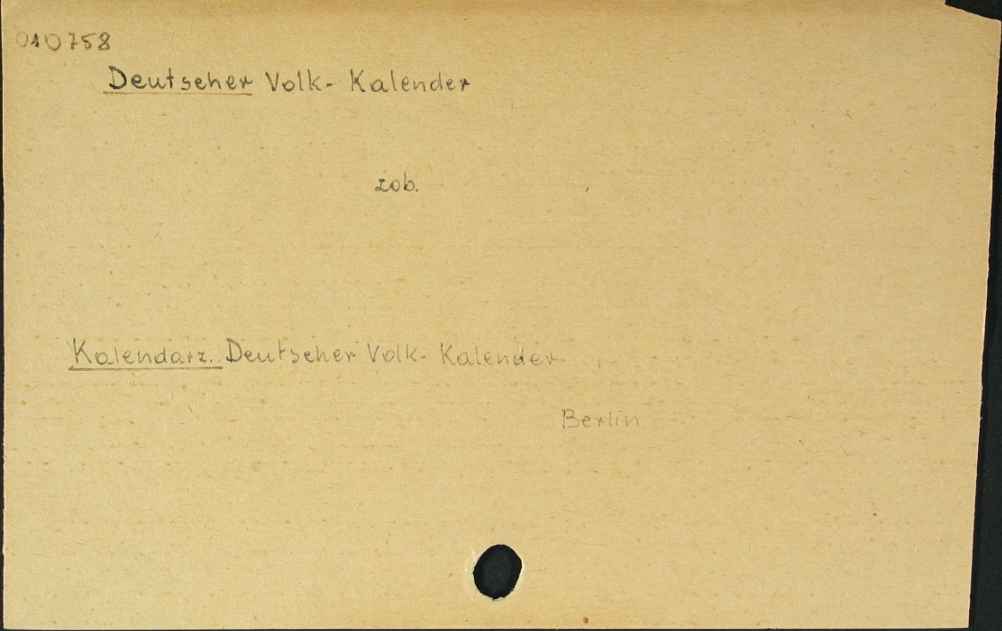 010758
Deutscher Volk- Kalender
zob.
Kalendarz. Deutscher Volk- Kalender
Berlin